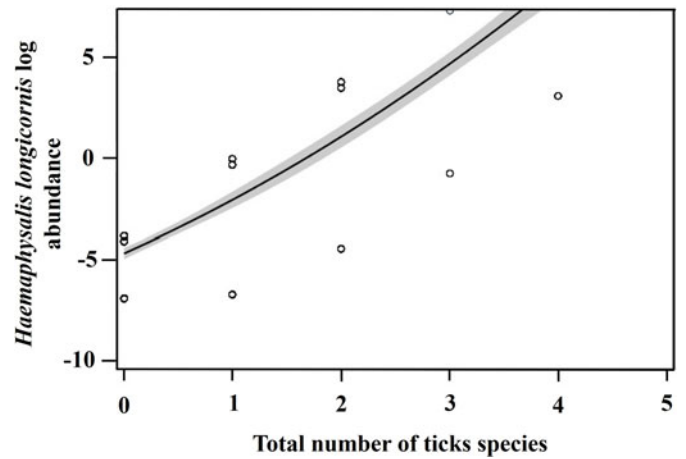 Haemaphysalis longicornis log
abundance
5
0
-5
-10
0 1 2 3 4 5
Total number of ticks species